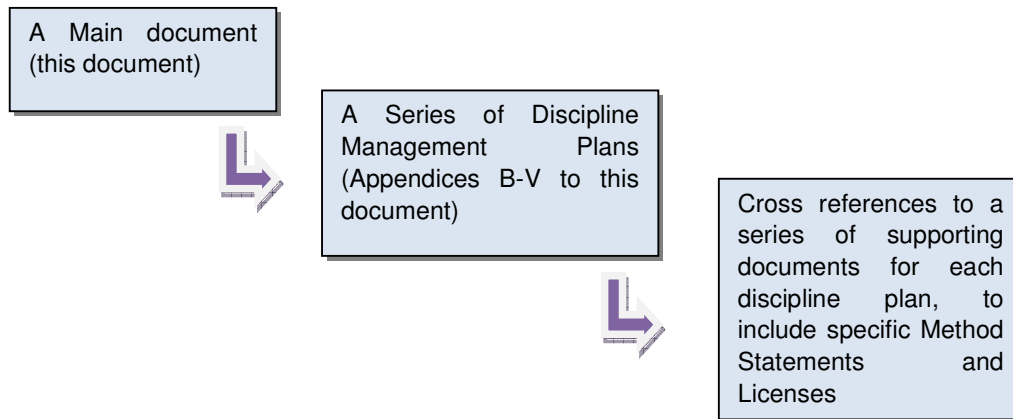 A Main document
(this document)
A Series of Discipline
Management Plans
(Appendices B-V to this
document)
Cross references to a
series of supporting
documents for each
discipline plan, to
include specific Method
Statements and
Licenses